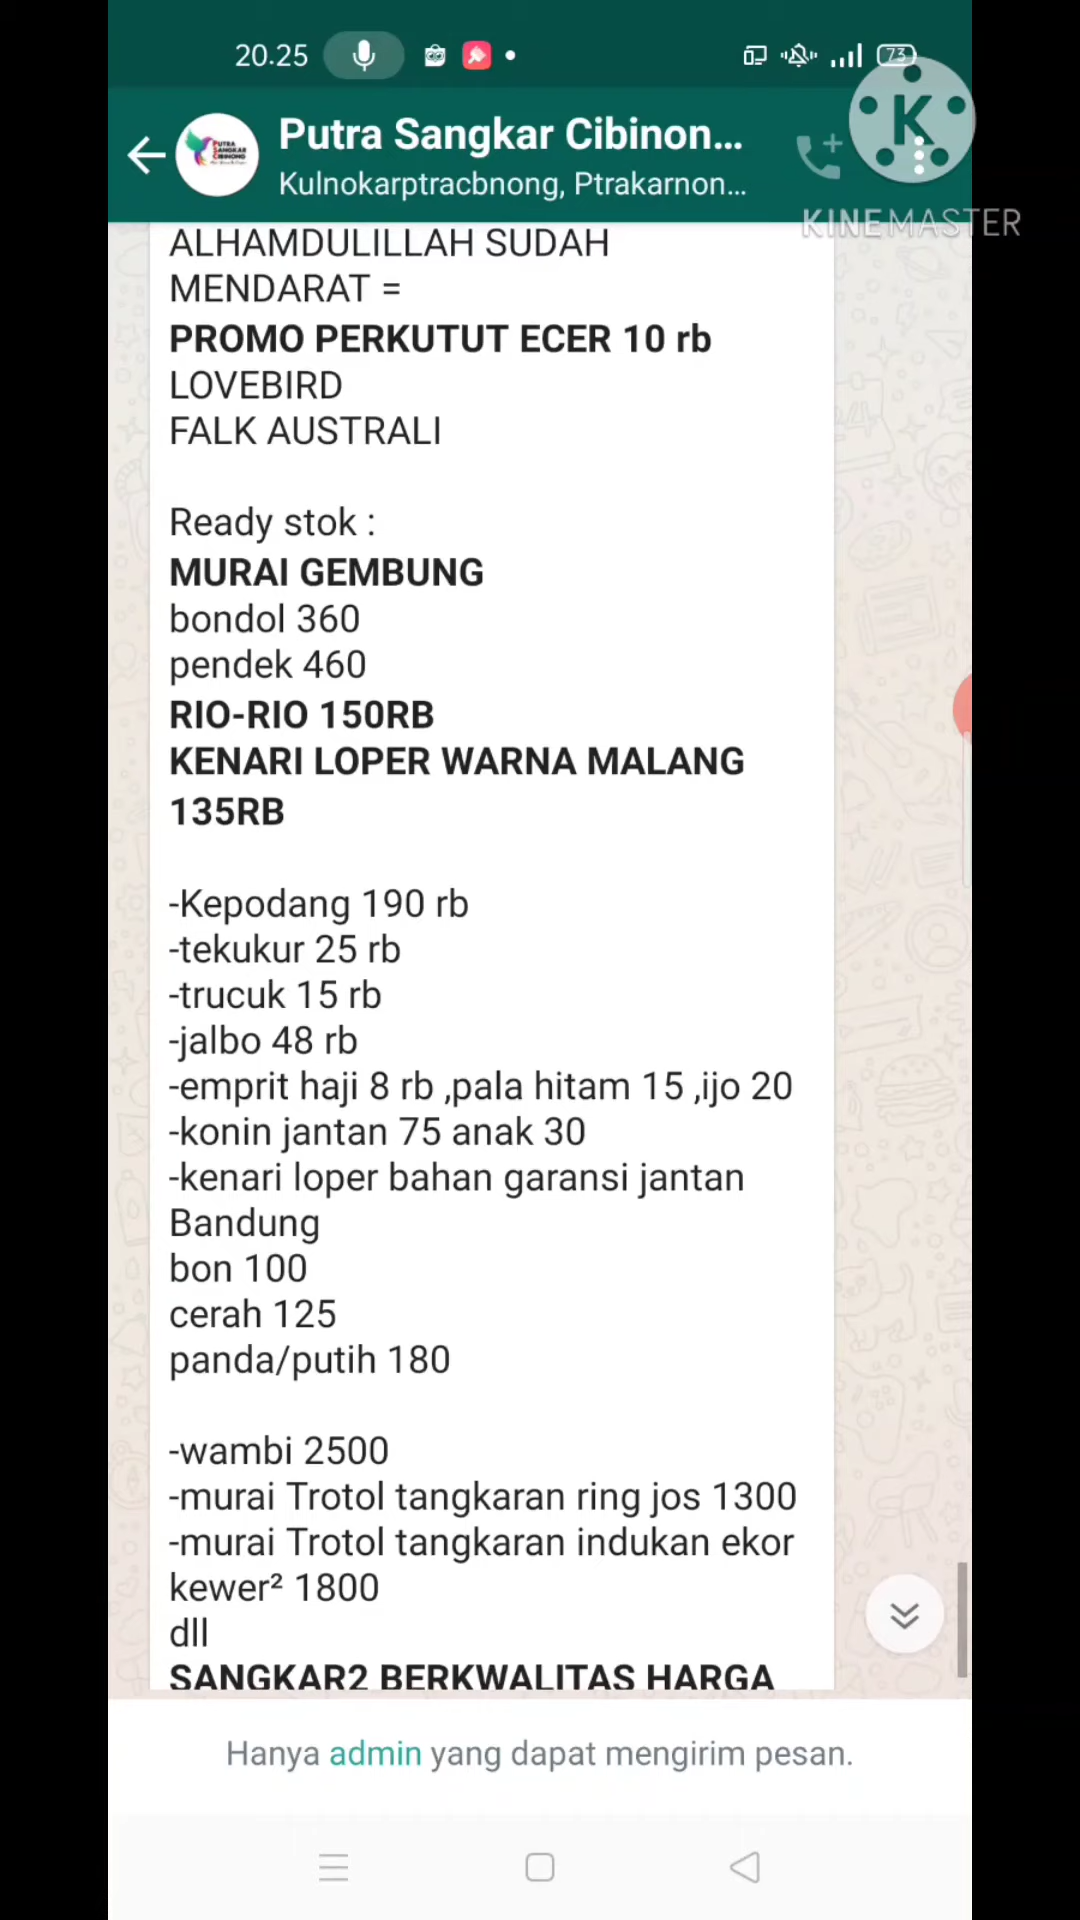 20.25
73
Putra Sangkar Cibinon...
Kulnokarptracbnong, Ptrakarnon...
K
KINEMASTER
PUTRA
SANGKAR
CIBINONG
ALHAMDULILLAH SUDAH
MENDARAT =
PROMO PERKUTUT ECER 10 rb
LOVEBIRD
FALK AUSTRALI
Ready stok :
MURAI GEMBUNG
bondol 360
pendek 460
RIO-RIO 150RB
KENARI LOPER WARNA MALANG
135RB
-Kepodang 190 rb
-tekukur 25 rb
-trucuk 15 rb
-jalbo 48 rb
-emprit haji 8 rb ,pala hitam 15 ,ijo 20
-konin jantan 75 anak 30
-kenari loper bahan garansi jantan
Bandung
bon 100
cerah 125
panda/putih 180
-wambi 2500
-murai Trotol tangkaran ring jos 1300
-murai Trotol tangkaran indukan ekor
kewer² 1800
dll
SANGKAR2 BERKWALITAS HARGA
Hanya admin yang dapat mengirim pesan.